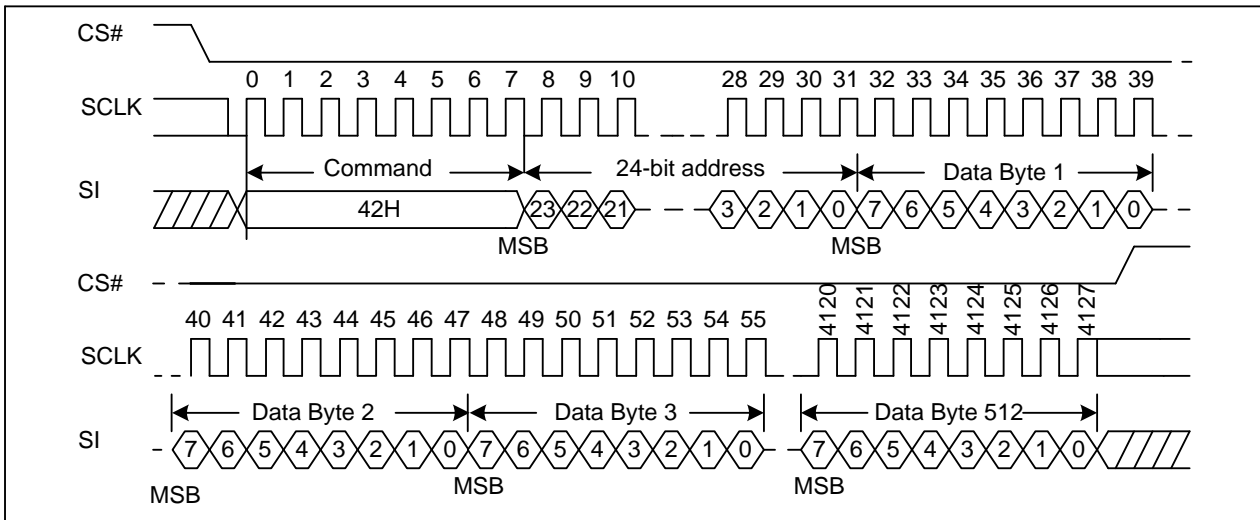 CS#
0 1 2 3 4 5 6 7 8 9 10 28 29 30 31 32 33 34 35 36 37 38 39
SCLK
Command 24-bit address Data Byte 1
SI
42H 23 22 21 3 2 1 0 7 6 5 4 3 2 1 0
MSB MSB
CS#
40 41 42 43 44 45 46 47 48 49 50 51 52 53 54 55 4120 4121 4122 4123 4124 4125 4126 4127
SCLK
Data Byte 2 Data Byte 3 Data Byte 512
SI
7 6 5 4 3 2 1 0 7 6 5 4 3 2 1 0 7 6 5 4 3 2 1 0
MSB MSB MSB